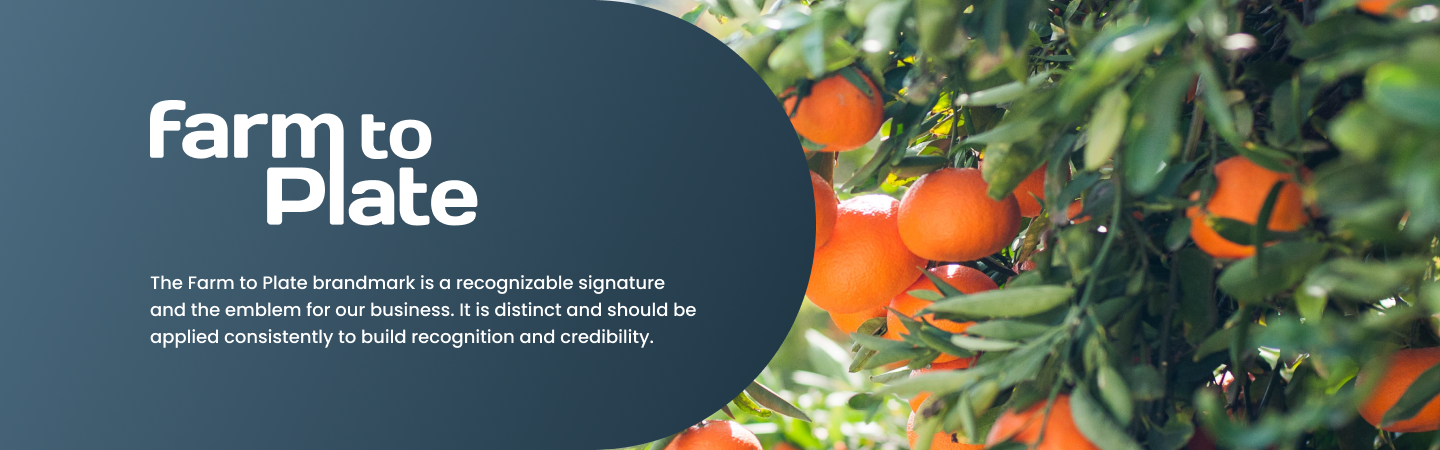 farm to
Plate
The Farm to Plate brandmark is a recognizable signature
and the emblem for our business. It is distinct and should be
applied consistently to build recognition and credibility.